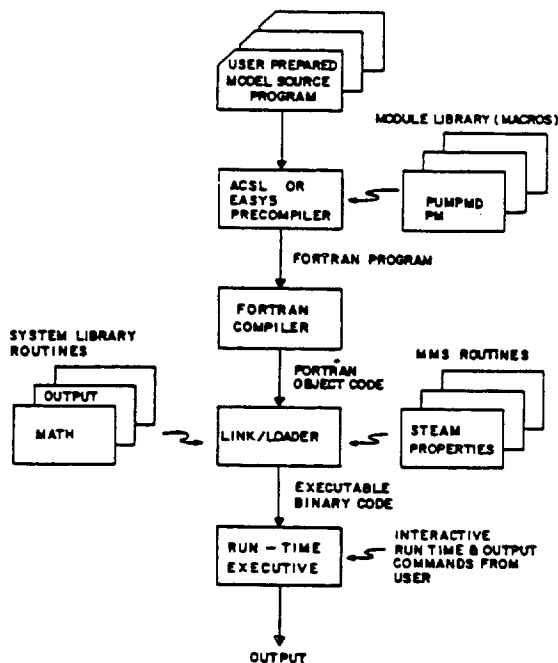 USER PREPARED
MODEL SOURCE
PROGRAM
MODULE LIBRARY (MACROS)
ACSL OR
EASYS
PRECOMPILER
PUMPMD
PM
FORTRAN PROGRAM
FORTRAN
COMPILER
SYSTEM LIBRARY
ROUTINES
OUTPUT
MATH
FORTRAN
OBJECT CODE
MMS ROUTINES
LINK/LOADER
STEAM
PROPERTIES
EXECUTABLE
BINARY CODE
RUN-TIME
EXECUTIVE
INTERACTIVE
RUN TIME & OUTPUT
COMMANDS FROM
USER
OUTPUT